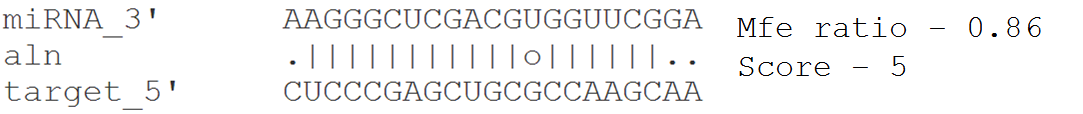 miRNA_3' AAGGGCUCGACGUGGUUCGGA
aln .|||||||||||o||||||..
target_5' CUCCCGAGCUGCGCCAAGCAA
Mfe ratio – 0.86
Score – 5